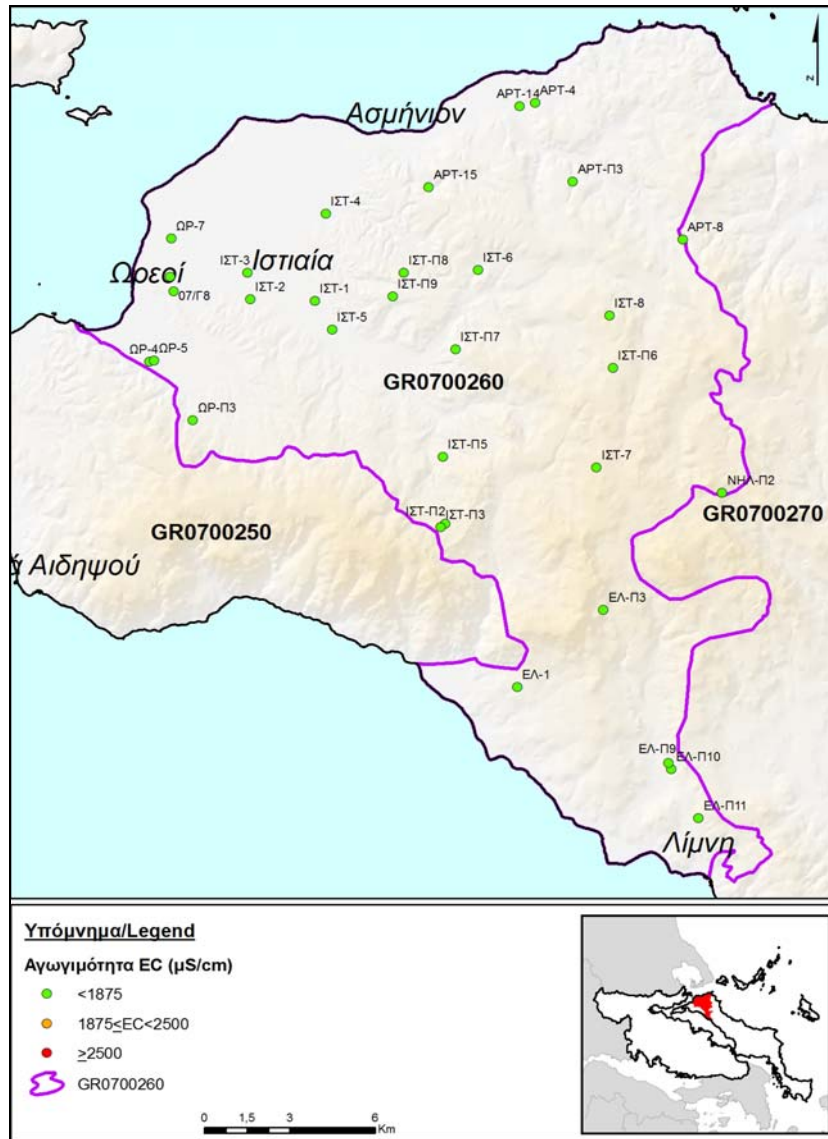 ΑΡΤ-14
ΑΡΤ-4
Ασμήνιον
ΑΡΤ-15
ΑΡΤ-Π3
ΙΣΤ-4
ΩΡ-7
ΑΡΤ-8
ΙΣΤ-3
Ιστιαία
ΙΣΤ-Π8
ΙΣΤ-6
Ωρεοί
07/Γ8
ΙΣΤ-2
ΙΣΤ-1
ΙΣΤ-Π9
ΙΣΤ-8
ΙΣΤ-5
ΩΡ-4
ΩΡ-5
ΙΣΤ-Π7
ΙΣΤ-Π6
GR0700260
ΩΡ-Π3
ΙΣΤ-Π5
ΙΣΤ-7
ΝΗΛ-Π2
ΙΣΤ-Π2
ΙΣΤ-Π3
GR0700250
GR0700270
ά Αιδηψού
ΕΛ-Π3
ΕΛ-1
ΕΛ-Π9
ΕΛ-Π10
ΕΛ-Π11
Λίμνη
Υπόμνημα/Legend
Αγωγιμότητα EC (μS/cm)
<1875
1875≤EC<2500
≥2500
GR0700260
0 1,5 3 6
Km
N